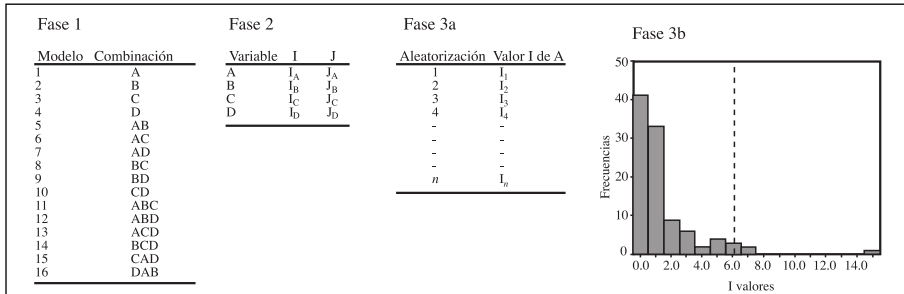 Fase 1
Modelo Combinación
1 A
2 B
3 C
4 D
5 AB
6 AC
7 AD
8 BC
9 BD
10 CD
11 ABC
12 ABD
13 ACD
14 BCD
15 CAD
16 DAB
Fase 2
Variable I J
A I_A J_A
B I_B J_B
C I_C J_C
D I_D J_D
Fase 3a
Aleatorización Valor I de A
1 I_1
2 I_2
3 I_3
4 I_4
- -
- -
- -
- -
n I_n
Fase 3b
50
40
30
20
10
0
Frecuencias
0.0 2.0 4.0 6.0 8.0 10.0 12.0 14.0
I valores